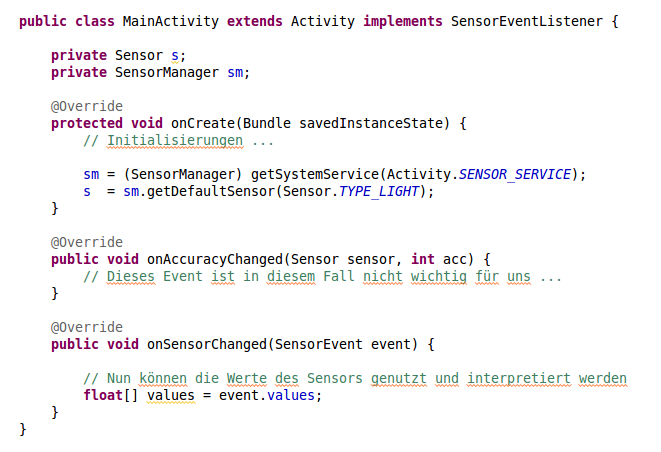 public class MainActivity extends Activity implements SensorEventListener {
private Sensor s;
private SensorManager sm;
@Override
protected void onCreate(Bundle savedInstanceState) {
// Initialisierungen ...
sm = (SensorManager) getSystemService(Activity.SENSOR_SERVICE);
s  = sm.getDefaultSensor(Sensor.TYPE_LIGHT);
}
@Override
public void onAccuracyChanged(Sensor sensor, int acc) {
// Dieses Event ist in diesem Fall nicht wichtig für uns ...
}
@Override
public void onSensorChanged(SensorEvent event) {
// Nun können die Werte des Sensors genutzt und interpretiert werden
float[] values = event.values;
}
}